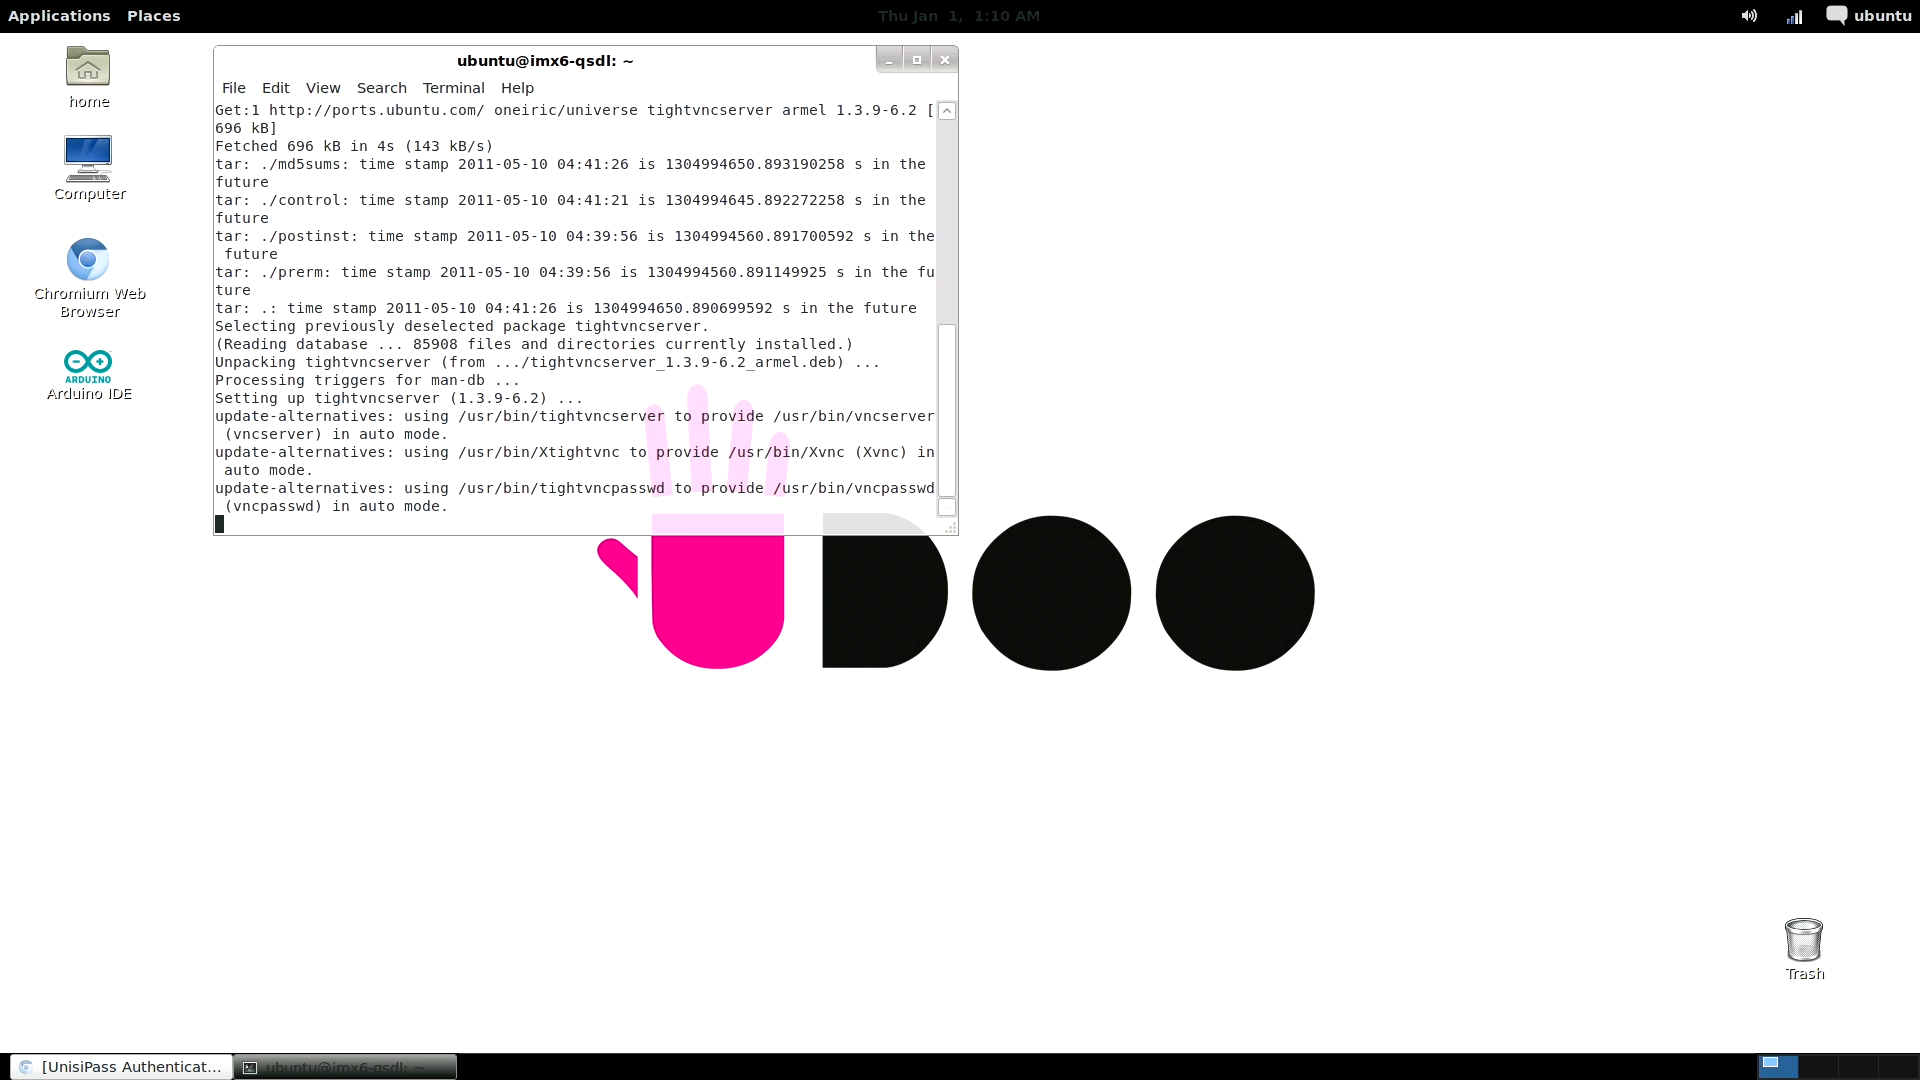 Applications Places Thu Jan 1, 1:10 AM ubuntu
home
Computer
Chromium Web
Browser
ARDUINO
Arduino IDE
ubuntu@imx6-qsdl: ~
File Edit View Search Terminal Help
Get:1 http://ports.ubuntu.com/ oneiric/universe tightvncserver armel 1.3.9-6.2 [
696 kB]
Fetched 696 kB in 4s (143 kB/s)
tar: ./md5sums: time stamp 2011-05-10 04:41:26 is 1304994650.893190258 s in the
future
tar: ./control: time stamp 2011-05-10 04:41:21 is 1304994645.892272258 s in the
future
tar: ./postinst: time stamp 2011-05-10 04:39:56 is 1304994560.891700592 s in the
 future
tar: ./prerm: time stamp 2011-05-10 04:39:56 is 1304994560.891149925 s in the fu
ture
tar: .: time stamp 2011-05-10 04:41:26 is 1304994650.890699592 s in the future
Selecting previously deselected package tightvncserver.
(Reading database ... 85908 files and directories currently installed.)
Unpacking tightvncserver (from .../tightvncserver_1.3.9-6.2_armel.deb) ...
Processing triggers for man-db ...
Setting up tightvncserver (1.3.9-6.2) ...
update-alternatives: using /usr/bin/tightvncserver to provide /usr/bin/vncserver
 (vncserver) in auto mode.
update-alternatives: using /usr/bin/Xtightvnc to provide /usr/bin/Xvnc (Xvnc) in
 auto mode.
update-alternatives: using /usr/bin/tightvncpasswd to provide /usr/bin/vncpasswd
 (vncpasswd) in auto mode.
Trash
[UnisiPass Authenticat... ubuntu@imx6-qsdl: ~